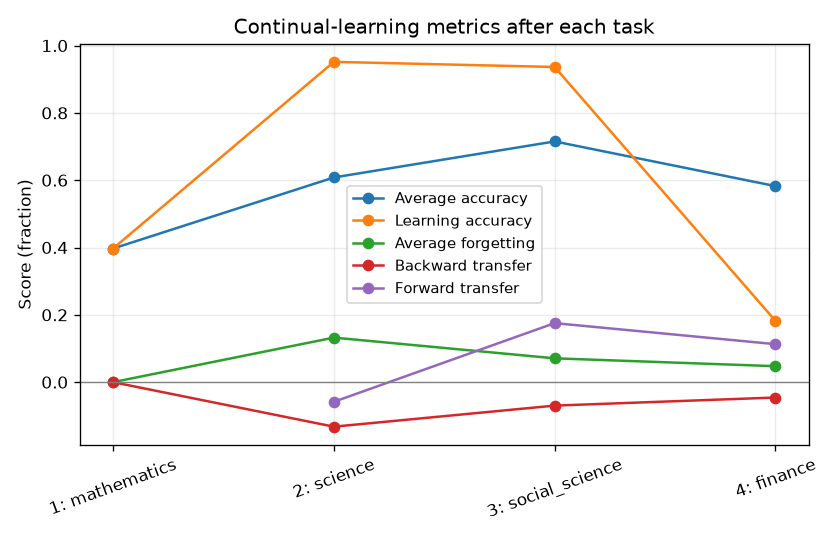 Continual-learning metrics after each task
Score (fraction)
1.0
0.8
0.6
0.4
0.2
0.0
Average accuracy
Learning accuracy
Average forgetting
Backward transfer
Forward transfer
1: mathematics
2: science
3: social_science
4: finance